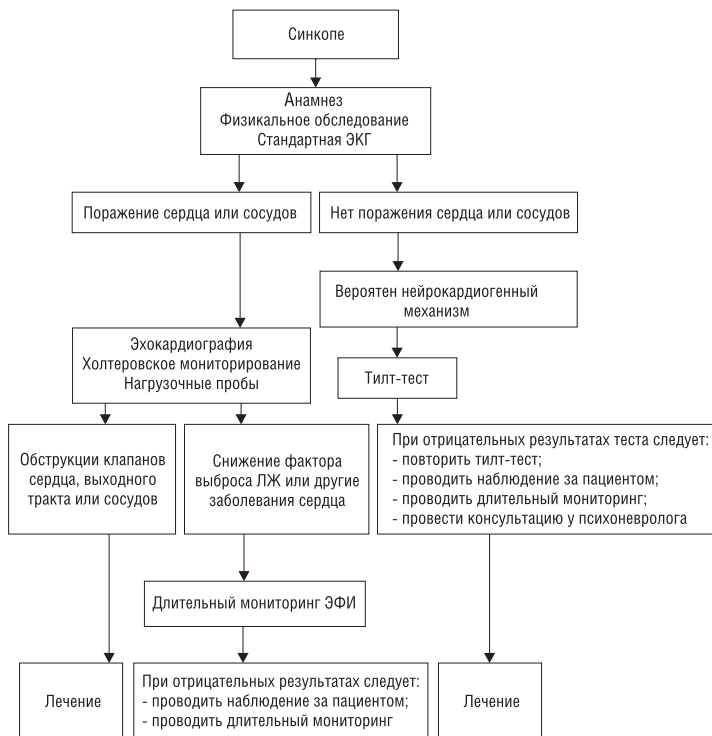 Синкопе
Анамнез
Физикальное обследование
Стандартная ЭКГ
Поражение сердца или сосудов
Нет поражения сердца или сосудов
Вероятен нейрокардиогенный
механизм
Эхокардиография
Холтеровское мониторирование
Нагрузочные пробы
Тилт-тест
Обструкции клапанов
сердца, выходного
тракта или сосудов
Снижение фактора
выброса ЛЖ или другие
заболевания сердца
При отрицательных результатах теста следует:
- повторить тилт-тест;
- проводить наблюдение за пациентом;
- проводить длительный мониторинг;
- провести консультацию у психоневролога
Длительный мониторинг ЭФИ
Лечение
При отрицательных результатах следует:
- проводить наблюдение за пациентом;
- проводить длительный мониторинг
Лечение